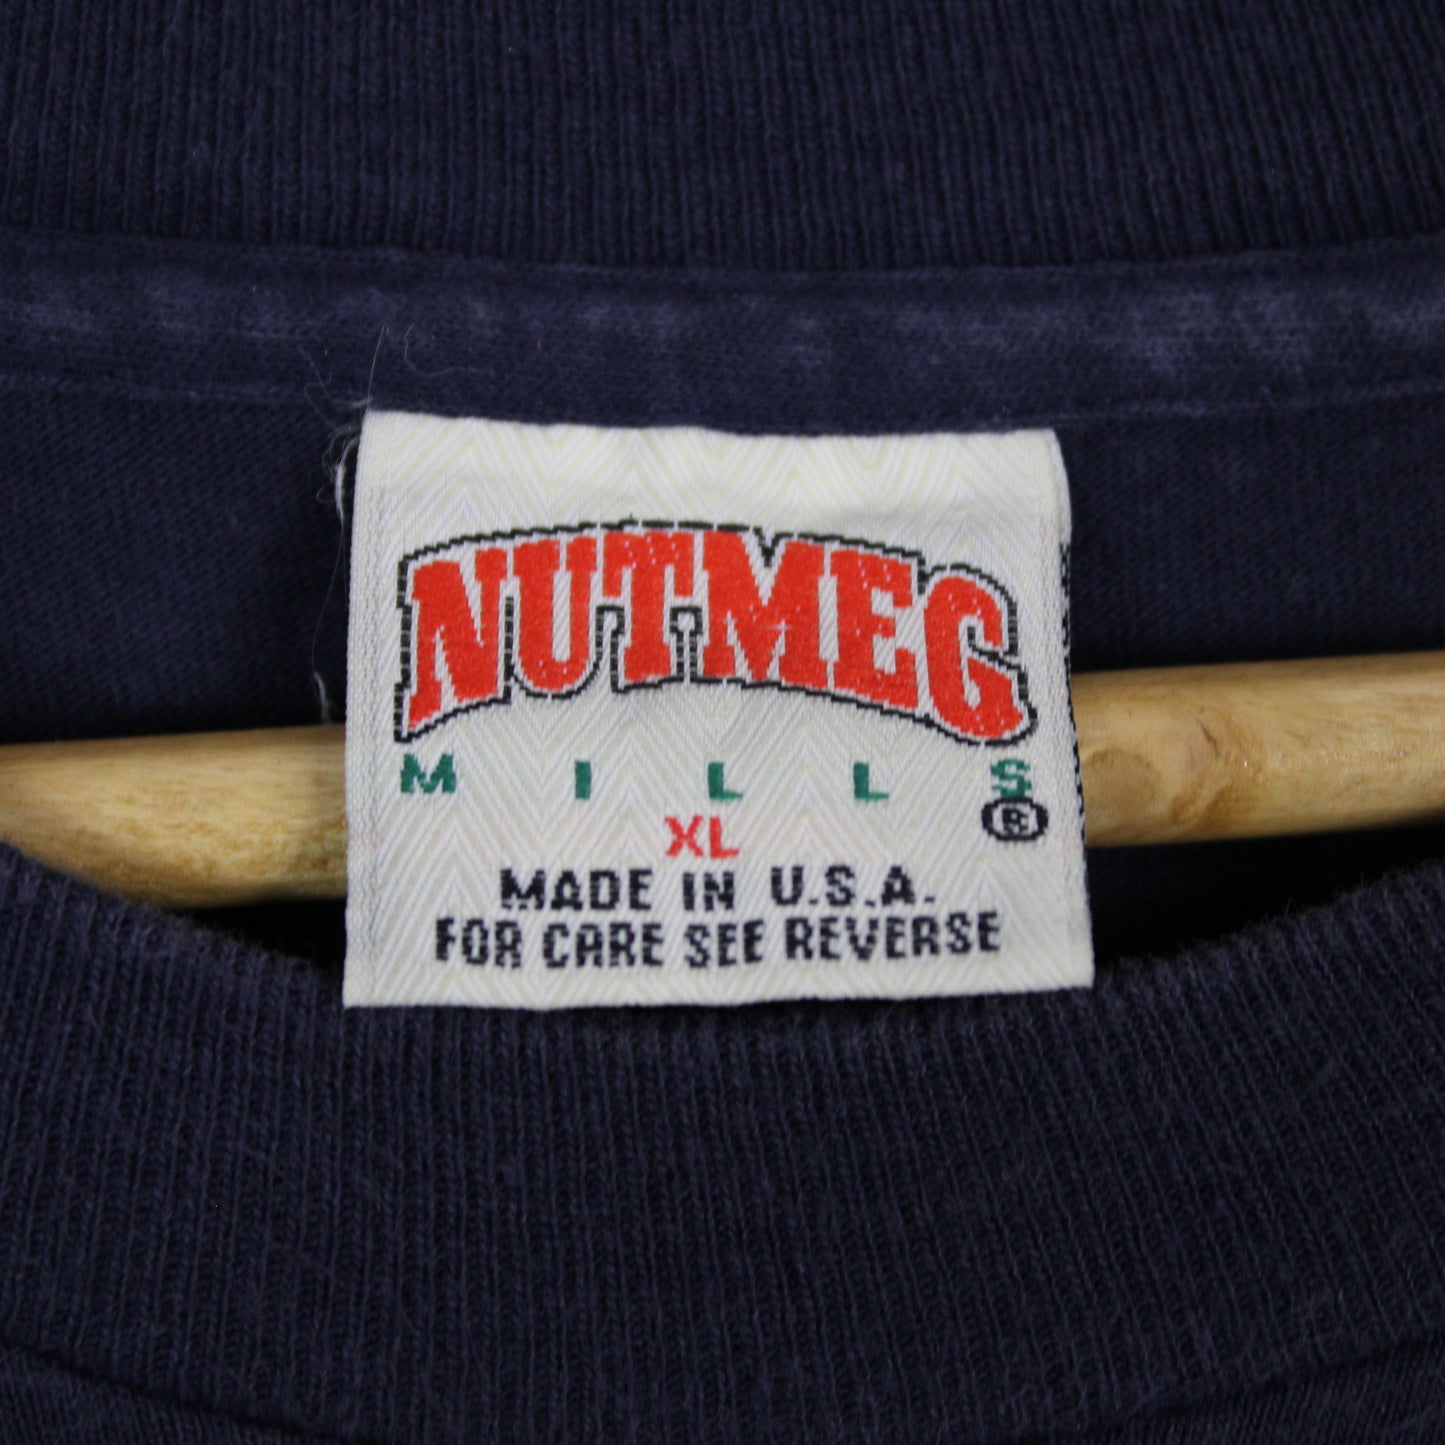 NUTMEG
MILLS
®
XL
MADE IN U.S.A.
FOR CARE SEE REVERSE